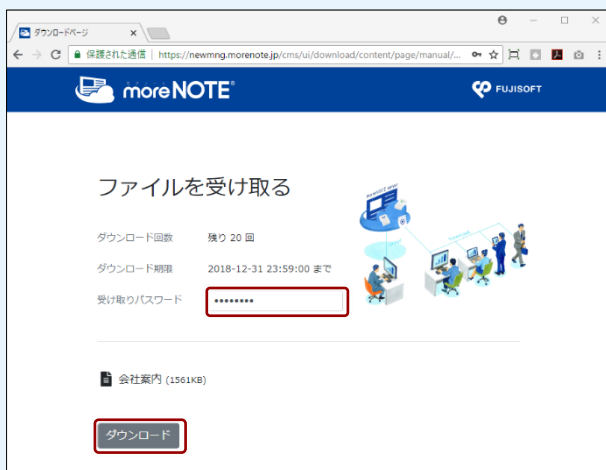 ダウンロードページ
保護された通信 | https://newmng.morenote.jp/cms/ui/download/content/page/manual/...
moreNOTE
FUJISOFT
ファイルを受け取る
ダウンロード回数 残り 20 回
ダウンロード期限 2018-12-31 23:59:00 まで
受け取りパスワード ••••••••
会社案内 (1561KB)
ダウンロード